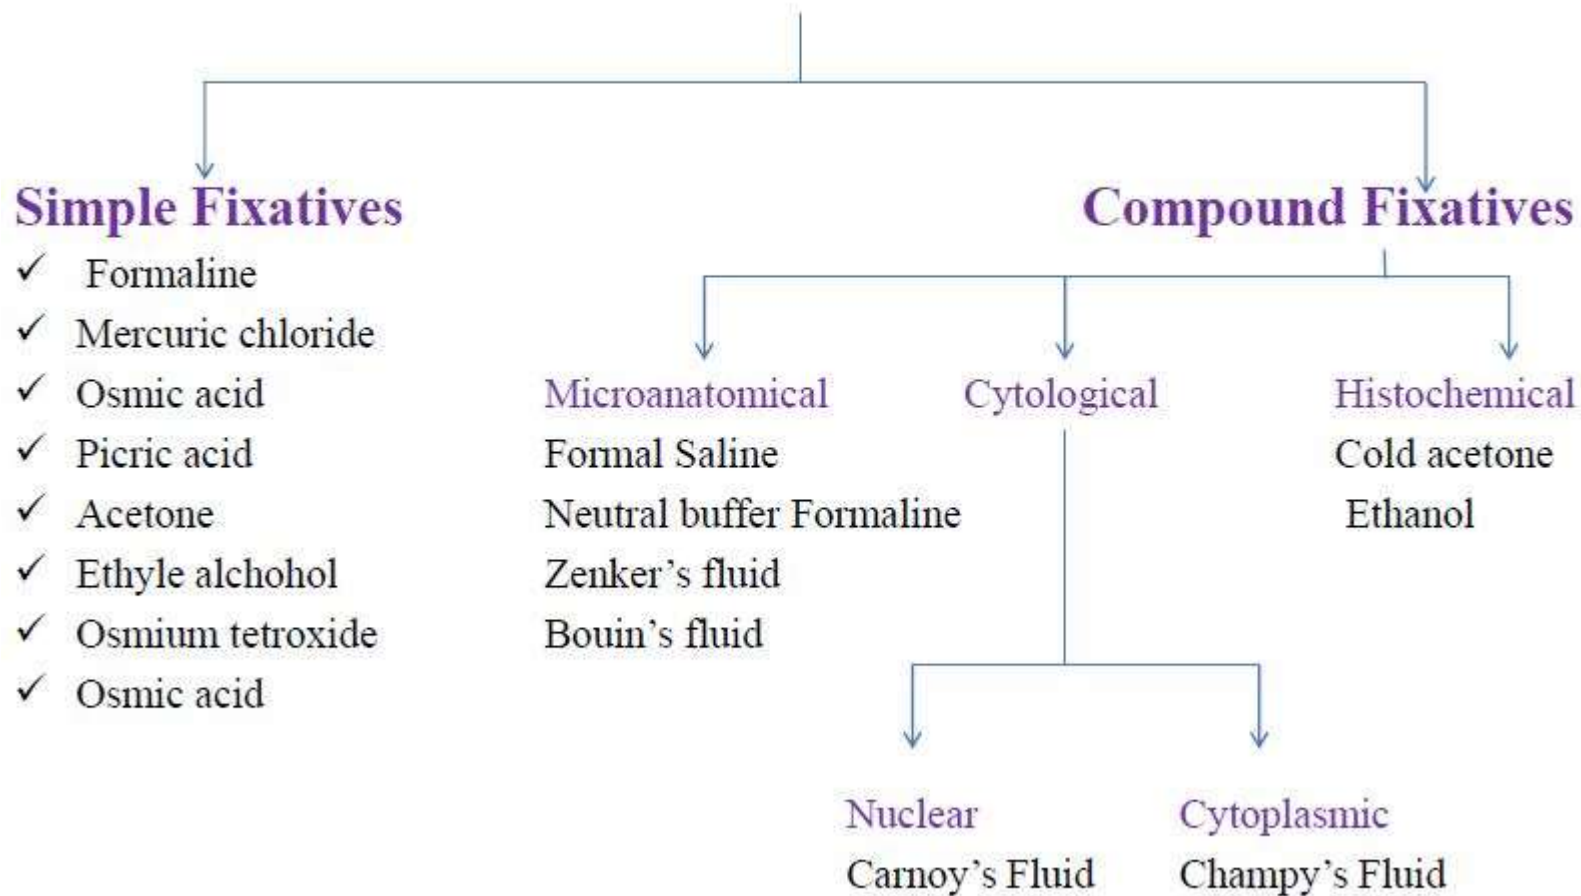 Simple Fixatives
✓ Formaline
✓ Mercuric chloride
✓ Osmic acid
✓ Picric acid
✓ Acetone
✓ Ethyle alchohol
✓ Osmium tetroxide
✓ Osmic acid
Compound Fixatives
Microanatomical
Formal Saline
Neutral buffer Formaline
Zenker’s fluid
Bouin’s fluid
Cytological
Nuclear
Carnoy’s Fluid
Cytoplasmic
Champy’s Fluid
Histochemical
Cold acetone
Ethanol